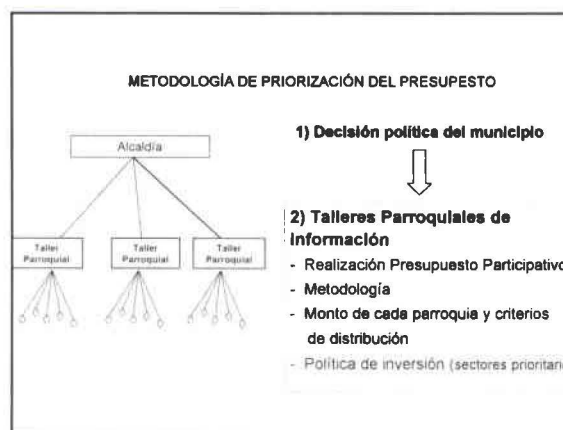 METODOLOGÍA DE PRIORIZACIÓN DEL PRESUPESTO
Alcaldía
Taller
Parroquial
Taller
Parroquial
Taller
Parroquial
1) Decisión política del municipio
2) Talleres Parroquiales de
Información
- Realización Presupuesto Participativo
- Metodología
- Monto de cada parroquia y criterios
de distribución
- Política de inversión (sectores prioritari